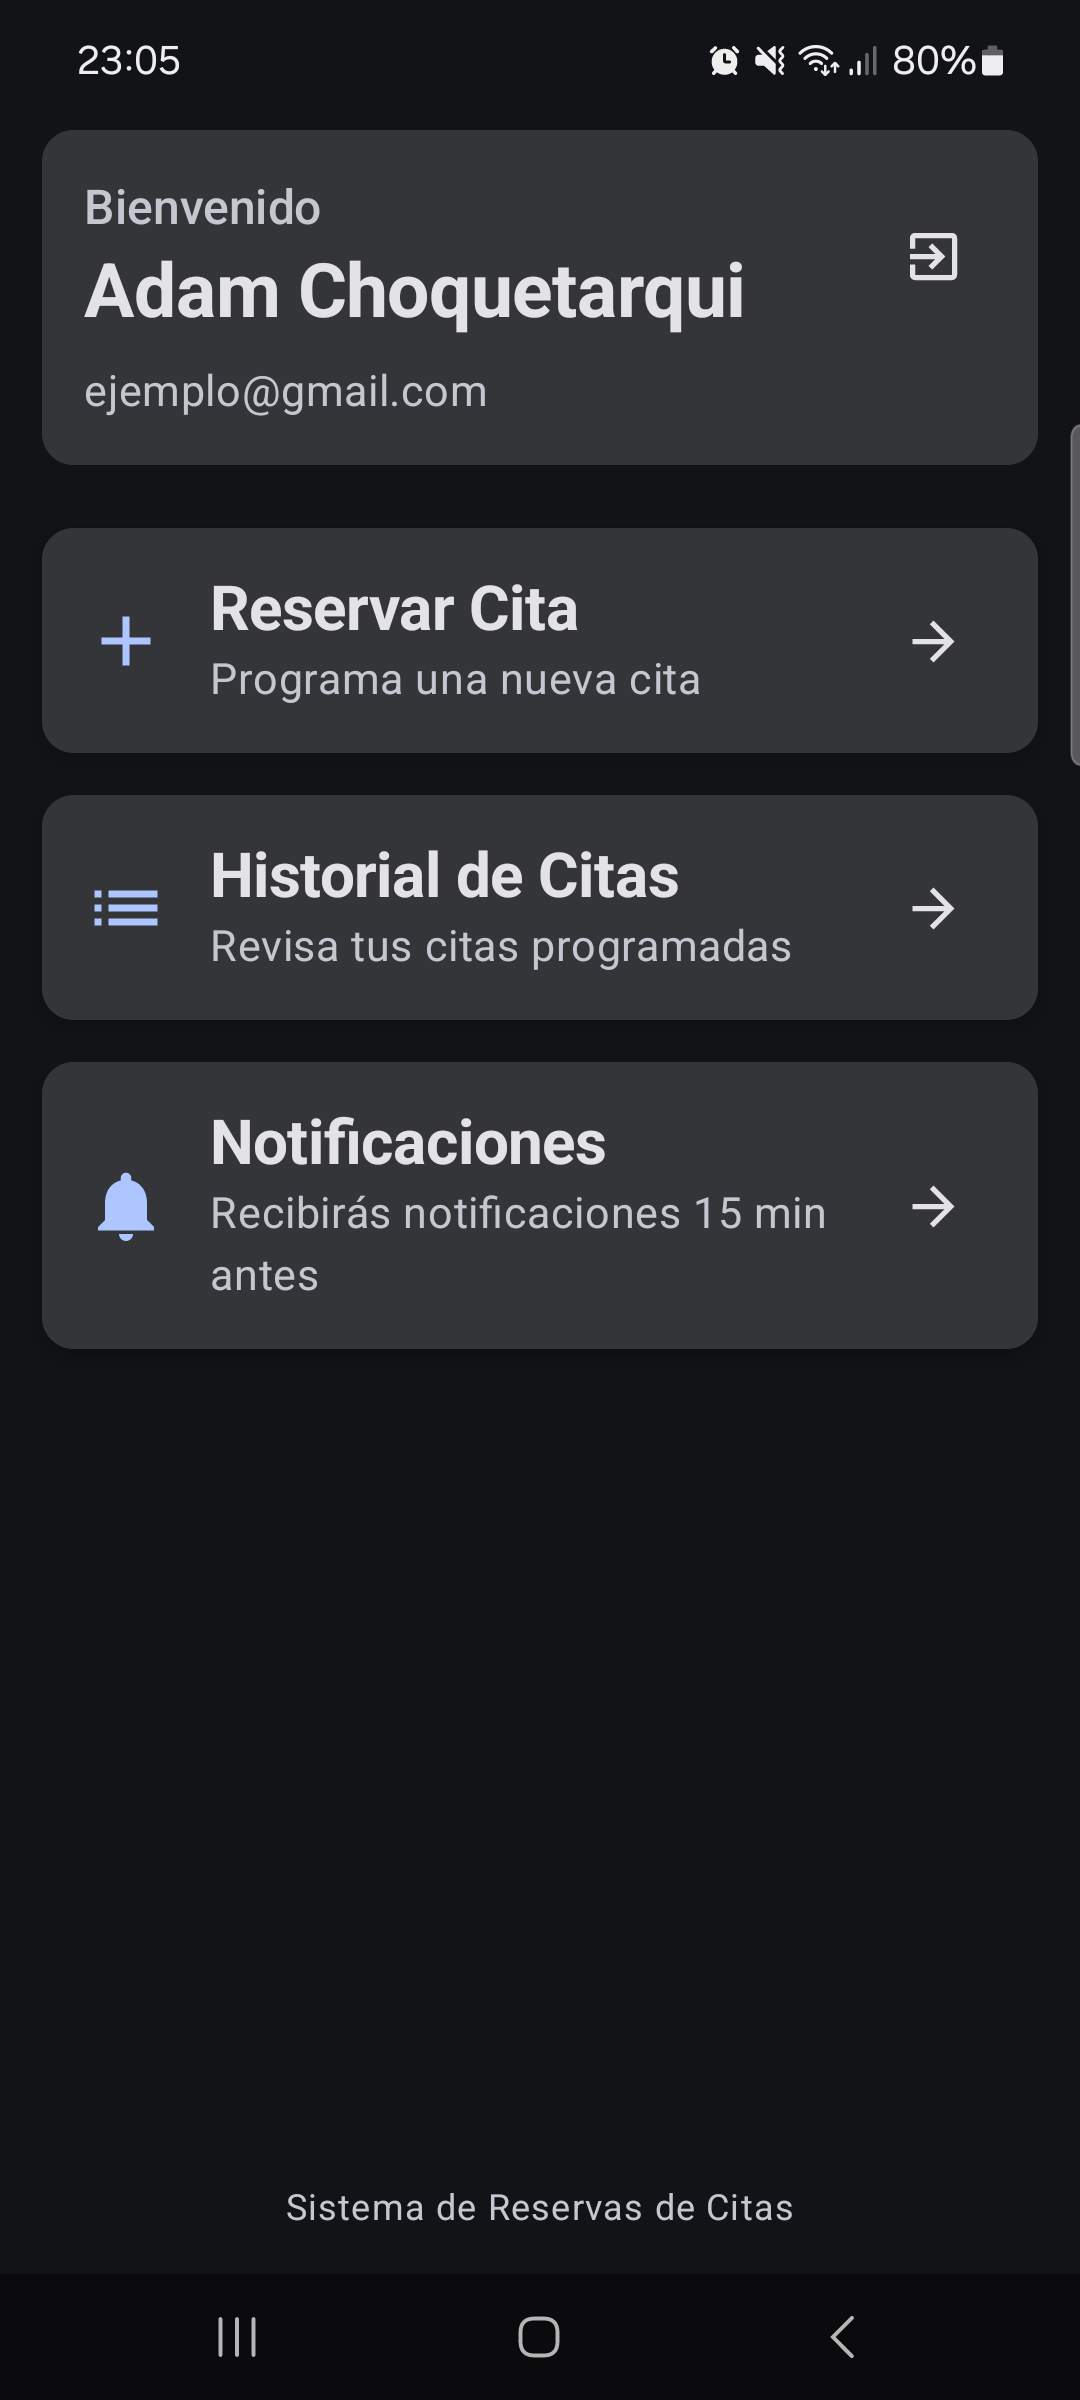 23:05
80%
Bienvenido
Adam Choquetarqui
ejemplo@gmail.com
Reservar Cita
Programa una nueva cita
Historial de Citas
Revisa tus citas programadas
Notificaciones
Recibirás notificaciones 15 min
antes
Sistema de Reservas de Citas